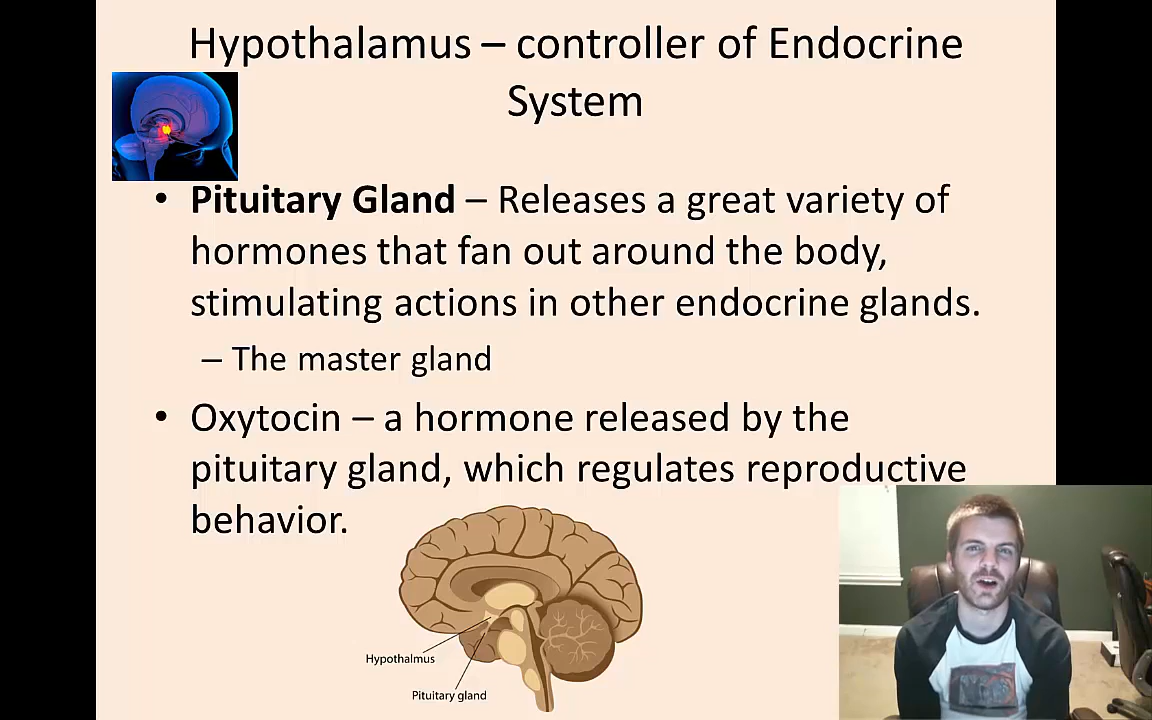 Hypothalamus – controller of Endocrine
System
• Pituitary Gland – Releases a great variety of
hormones that fan out around the body,
stimulating actions in other endocrine glands.
– The master gland
• Oxytocin – a hormone released by the
pituitary gland, which regulates reproductive
behavior.
Hypothalmus
Pituitary gland